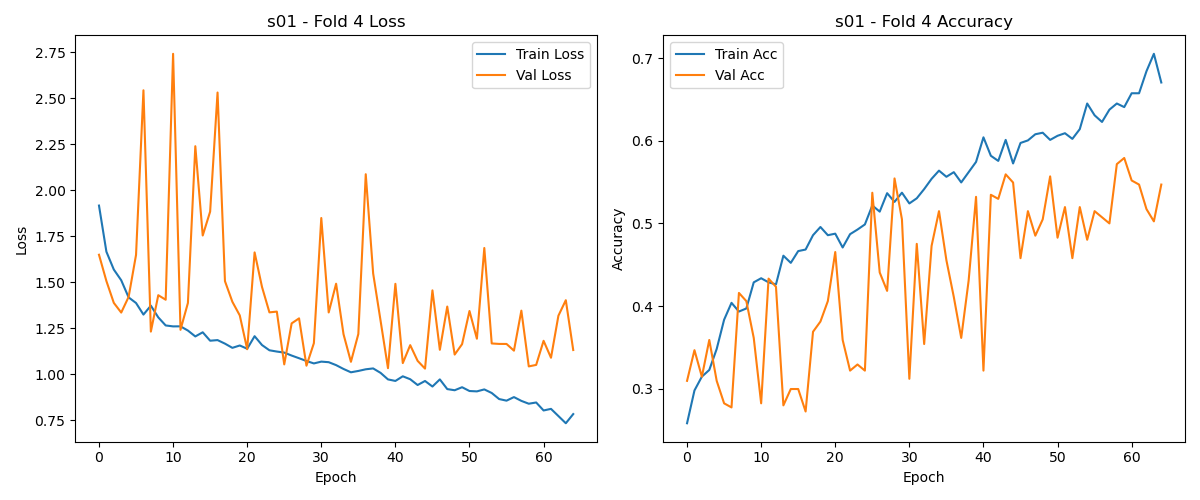 s01 - Fold 4 Loss
Train Loss
Val Loss
2.75
2.50
2.25
2.00
1.75
1.50
1.25
1.00
0.75
Loss
0 10 20 30 40 50 60
Epoch
s01 - Fold 4 Accuracy
Train Acc
Val Acc
0.7
0.6
0.5
0.4
0.3
Accuracy
0 10 20 30 40 50 60
Epoch